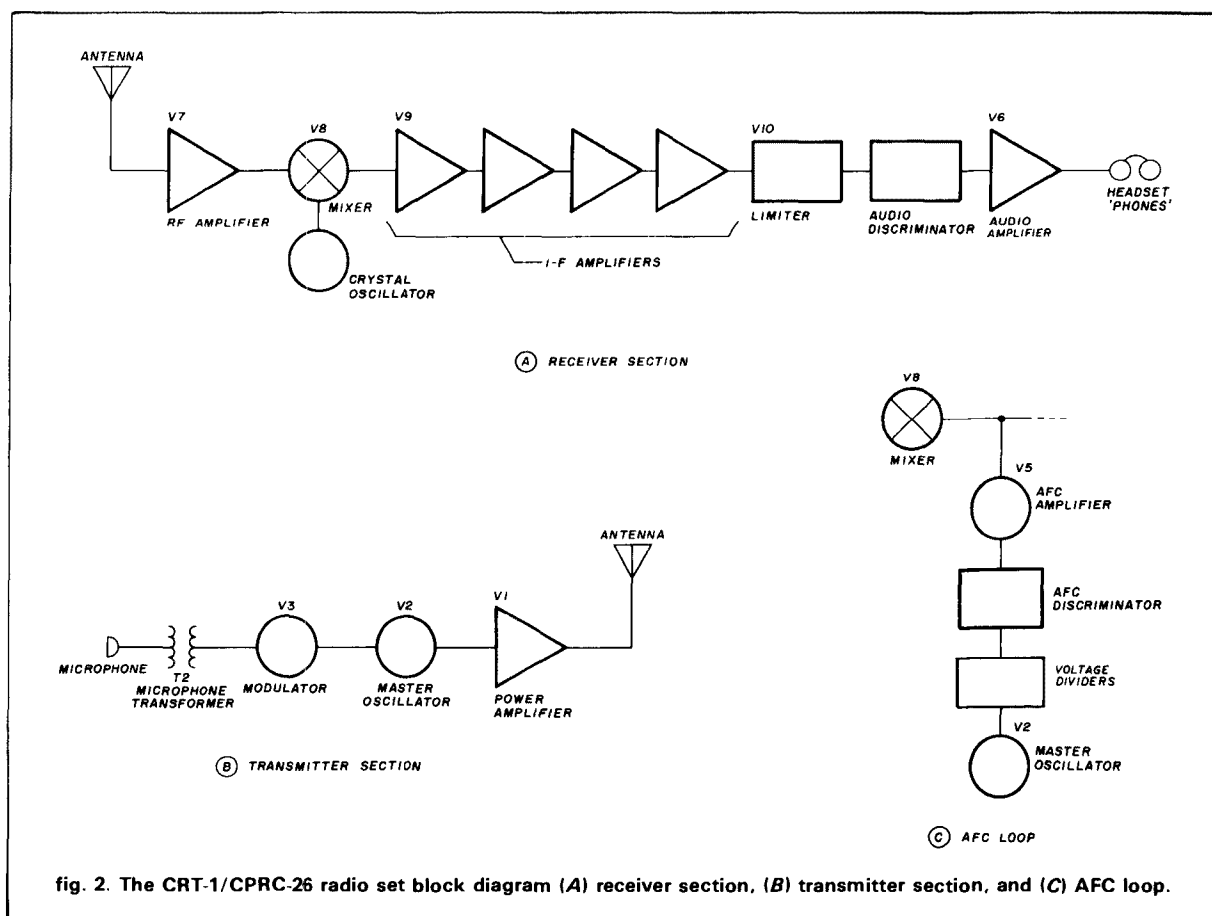 ANTENNA
V7
RF AMPLIFIER
V8
MIXER
CRYSTAL
OSCILLATOR
V9
I-F AMPLIFIERS
V10
LIMITER
AUDIO
DISCRIMINATOR
V6
AUDIO
AMPLIFIER
HEADSET
'PHONES'
A RECEIVER SECTION
MICROPHONE
T2
MICROPHONE
TRANSFORMER
V3
MODULATOR
V2
MASTER
OSCILLATOR
V1
POWER
AMPLIFIER
ANTENNA
B TRANSMITTER SECTION
V8
MIXER
V5
AFC
AMPLIFIER
AFC
DISCRIMINATOR
VOLTAGE
DIVIDERS
V2
MASTER
OSCILLATOR
C AFC LOOP
fig. 2. The CRT-1/CPRC-26 radio set block diagram (A) receiver section, (B) transmitter section, and (C) AFC loop.